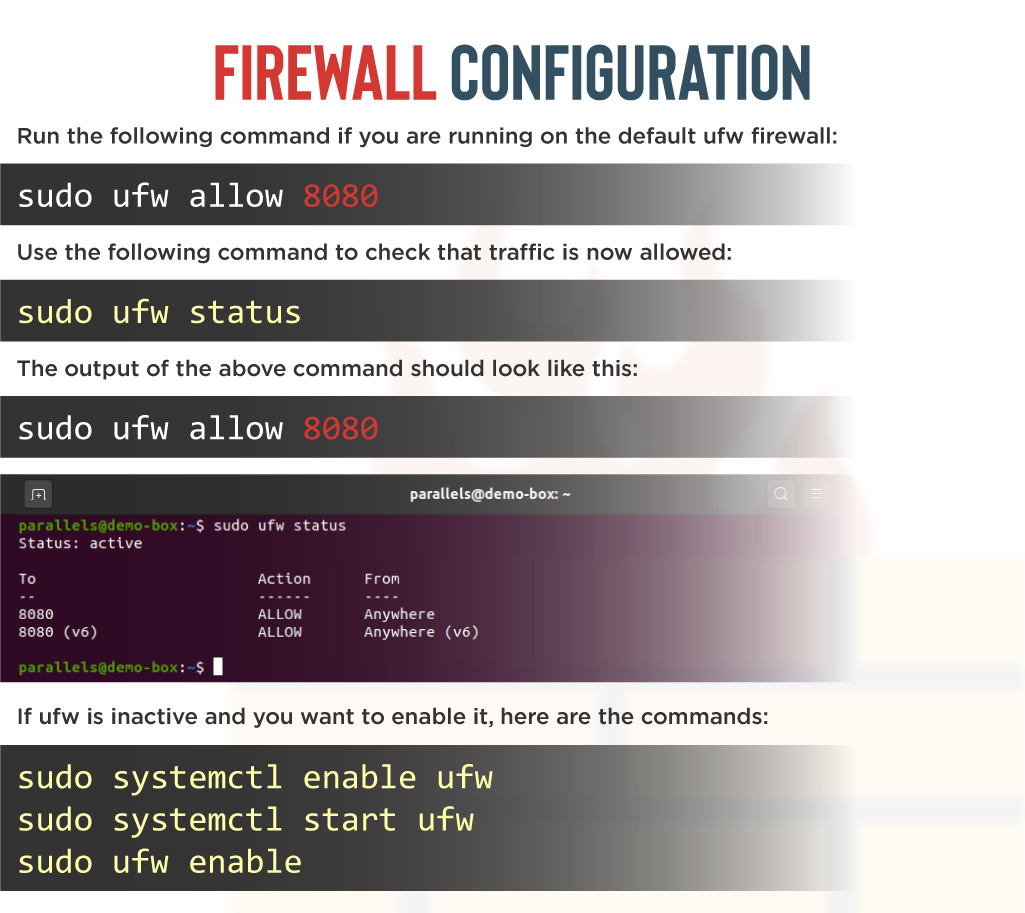 FIREWALL CONFIGURATION
Run the following command if you are running on the default ufw firewall:
sudo ufw allow 8080
Use the following command to check that traffic is now allowed:
sudo ufw status
The output of the above command should look like this:
sudo ufw allow 8080
parallels@demo-box: ~
parallels@demo-box:~$ sudo ufw status
Status: active
To Action From
-- ------ ----
8080 ALLOW Anywhere
8080 (v6) ALLOW Anywhere (v6)
parallels@demo-box:~$
If ufw is inactive and you want to enable it, here are the commands:
sudo systemctl enable ufw
sudo systemctl start ufw
sudo ufw enable